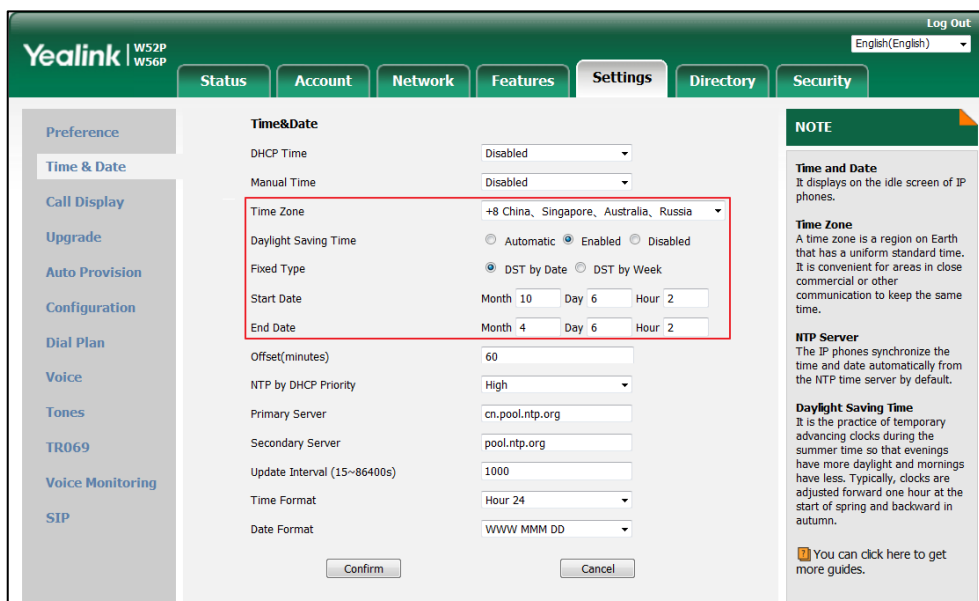 Log Out
Yealink | W52P W56P
English(English)
Status Account Network Features Settings Directory Security
Preference
Time & Date
Call Display
Upgrade
Auto Provision
Configuration
Dial Plan
Voice
Tones
TR069
Voice Monitoring
SIP
Time&Date
DHCP Time Disabled
Manual Time Disabled
Time Zone +8 China、Singapore、Australia、Russia
Daylight Saving Time Automatic Enabled Disabled
Fixed Type DST by Date DST by Week
Start Date Month 10 Day 6 Hour 2
End Date Month 4 Day 6 Hour 2
Offset(minutes) 60
NTP by DHCP Priority High
Primary Server cn.pool.ntp.org
Secondary Server pool.ntp.org
Update Interval (15~86400s) 1000
Time Format Hour 24
Date Format WWW MMM DD
Confirm Cancel
NOTE
Time and Date
It displays on the idle screen of IP
phones.
Time Zone
A time zone is a region on Earth
that has a uniform standard time.
It is convenient for areas in close
commercial or other
communication to keep the same
time.
NTP Server
The IP phones synchronize the
time and date automatically from
the NTP time server by default.
Daylight Saving Time
It is the practice of temporary
advancing clocks during the
summer time so that evenings
have more daylight and mornings
have less. Typically, clocks are
adjusted forward one hour at the
start of spring and backward in
autumn.
? You can click here to get
more guides.